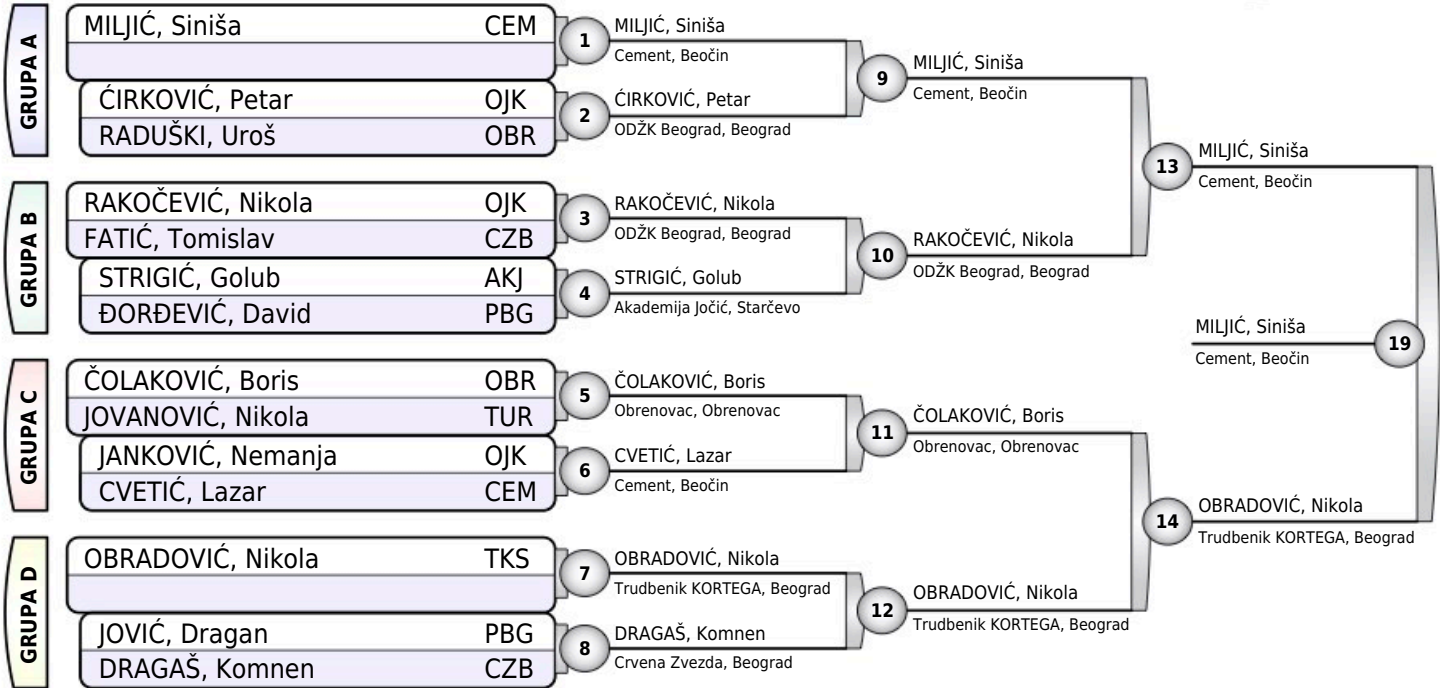 GRUPA A
MILJIĆ, Siniša CEM
ĆIRKOVIĆ, Petar OJK
RADUŠKI, Uroš OBR
GRUPA B
RAKOČEVIĆ, Nikola OJK
FATIĆ, Tomislav CZB
STRIGIĆ, Golub AKJ
ĐORĐEVIĆ, David PBG
GRUPA C
ČOLAKOVIĆ, Boris OBR
JOVANOVIĆ, Nikola TUR
JANKOVIĆ, Nemanja OJK
CVETIĆ, Lazar CEM
GRUPA D
OBRADOVIĆ, Nikola TKS
JOVIĆ, Dragan PBG
DRAGAŠ, Komnen CZB
1
MILJIĆ, Siniša
Cement, Beočin
2
ĆIRKOVIĆ, Petar
ODŽK Beograd, Beograd
3
RAKOČEVIĆ, Nikola
ODŽK Beograd, Beograd
4
STRIGIĆ, Golub
Akademija Jočić, Starčevo
5
ČOLAKOVIĆ, Boris
Obrenovac, Obrenovac
6
CVETIĆ, Lazar
Cement, Beočin
7
OBRADOVIĆ, Nikola
Trudbenik KORTEGA, Beograd
8
DRAGAŠ, Komnen
Crvena Zvezda, Beograd
9
MILJIĆ, Siniša
Cement, Beočin
10
RAKOČEVIĆ, Nikola
ODŽK Beograd, Beograd
11
ČOLAKOVIĆ, Boris
Obrenovac, Obrenovac
12
OBRADOVIĆ, Nikola
Trudbenik KORTEGA, Beograd
13
MILJIĆ, Siniša
Cement, Beočin
14
OBRADOVIĆ, Nikola
Trudbenik KORTEGA, Beograd
MILJIĆ, Siniša
Cement, Beočin
19